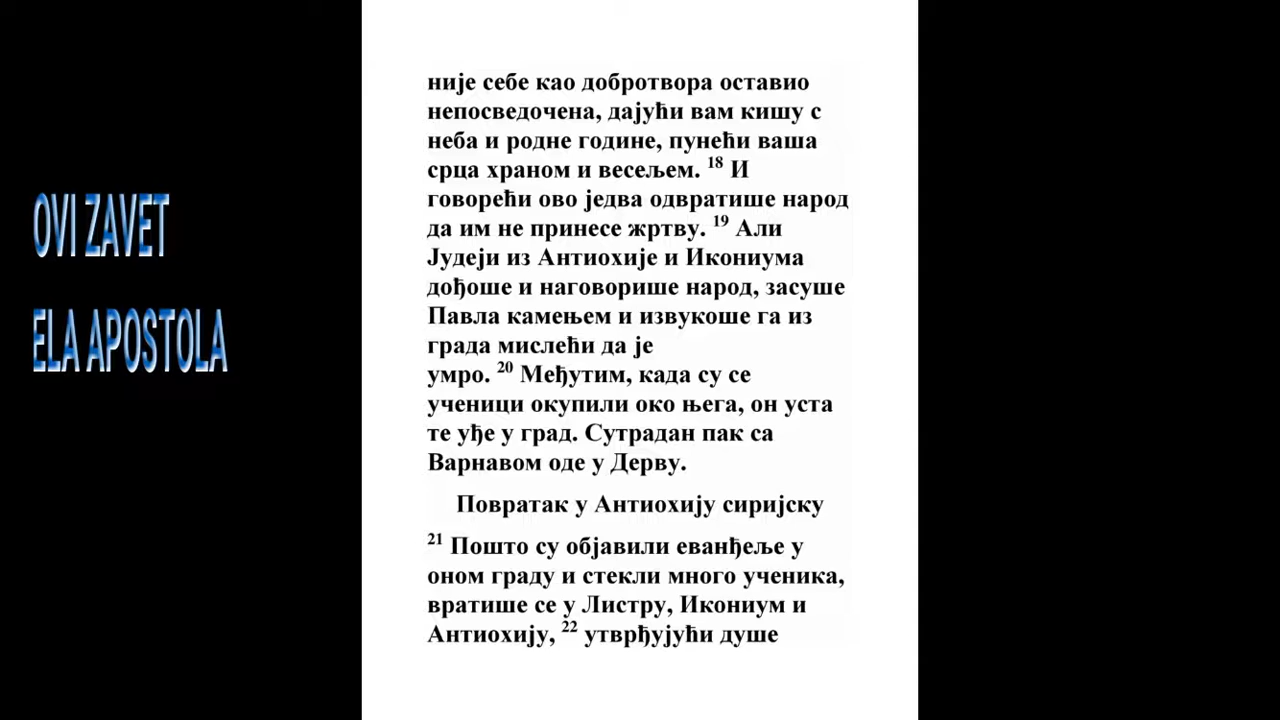 OVI ZAVET
ELA APOSTOLA
није себе као добротвора оставио
непосведочена, дајући вам кишу с
неба и родне године, пунећи ваша
срца храном и весељем. 18 И
говорећи ово једва одвратише народ
да им не принесе жртву. 19 Али
Јудеји из Антиохије и Икониума
дођоше и наговорише народ, засуше
Павла камењем и извукоше га из
града мислећи да је
умро. 20 Међутим, када су се
ученици окупили око њега, он уста
те уђе у град. Сутрадан пак са
Варнавом оде у Дерву.
Повратак у Антиохију сиријску
21 Пошто су објавили еванђеље у
оном граду и стекли много ученика,
вратише се у Листру, Икониум и
Антиохију, 22 утврђујући душе